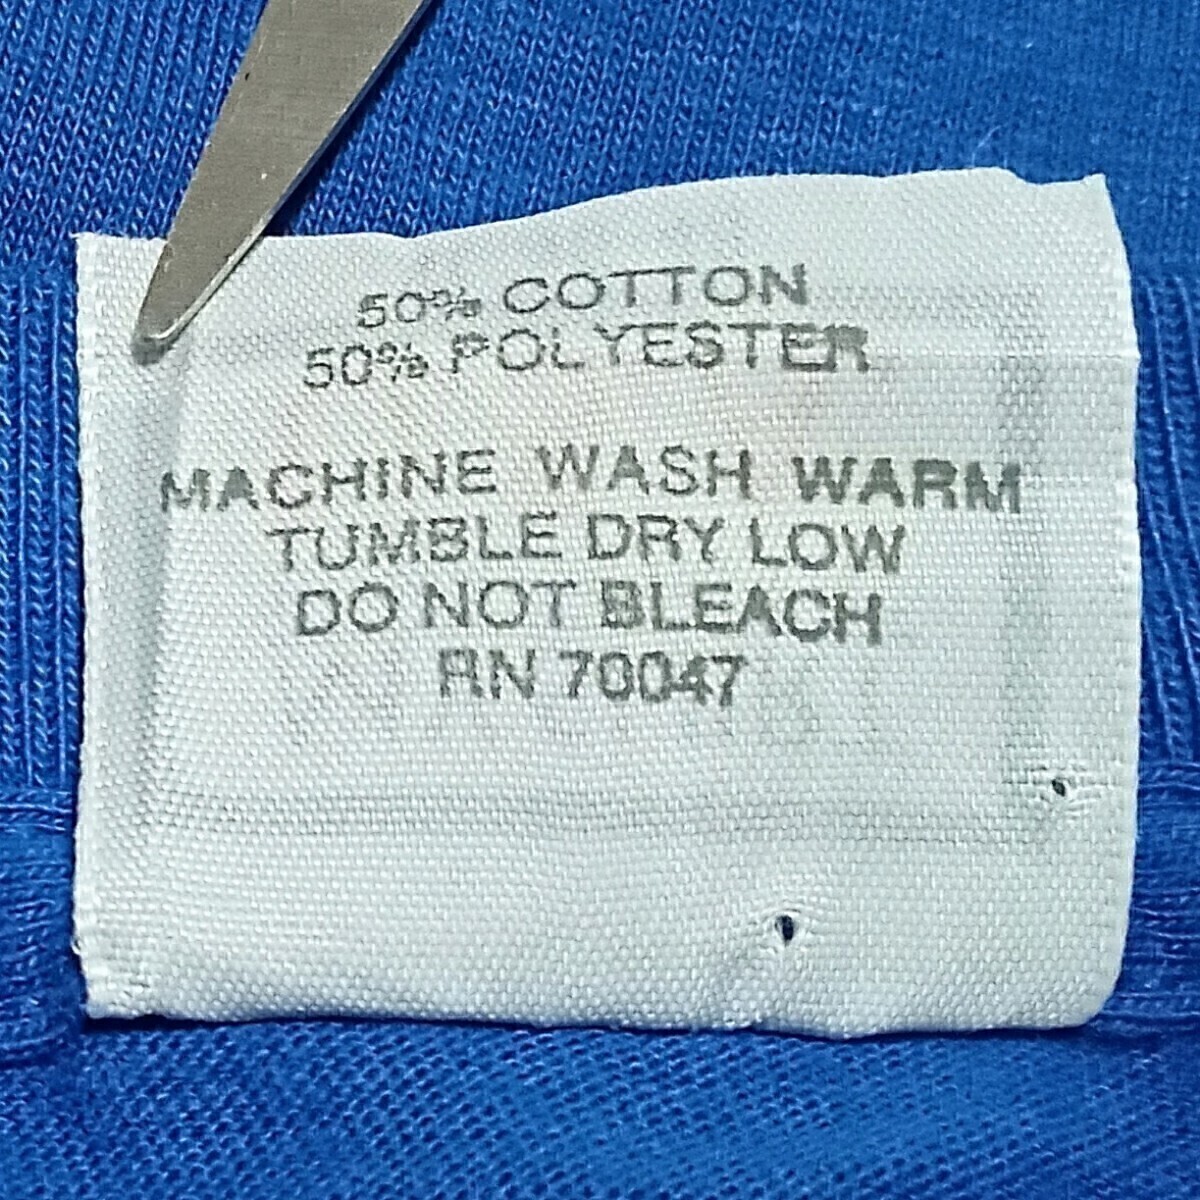 50% COTTON
50% POLYESTER
MACHINE WASH WARM
TUMBLE DRY LOW
DO NOT BLEACH
RN 70047